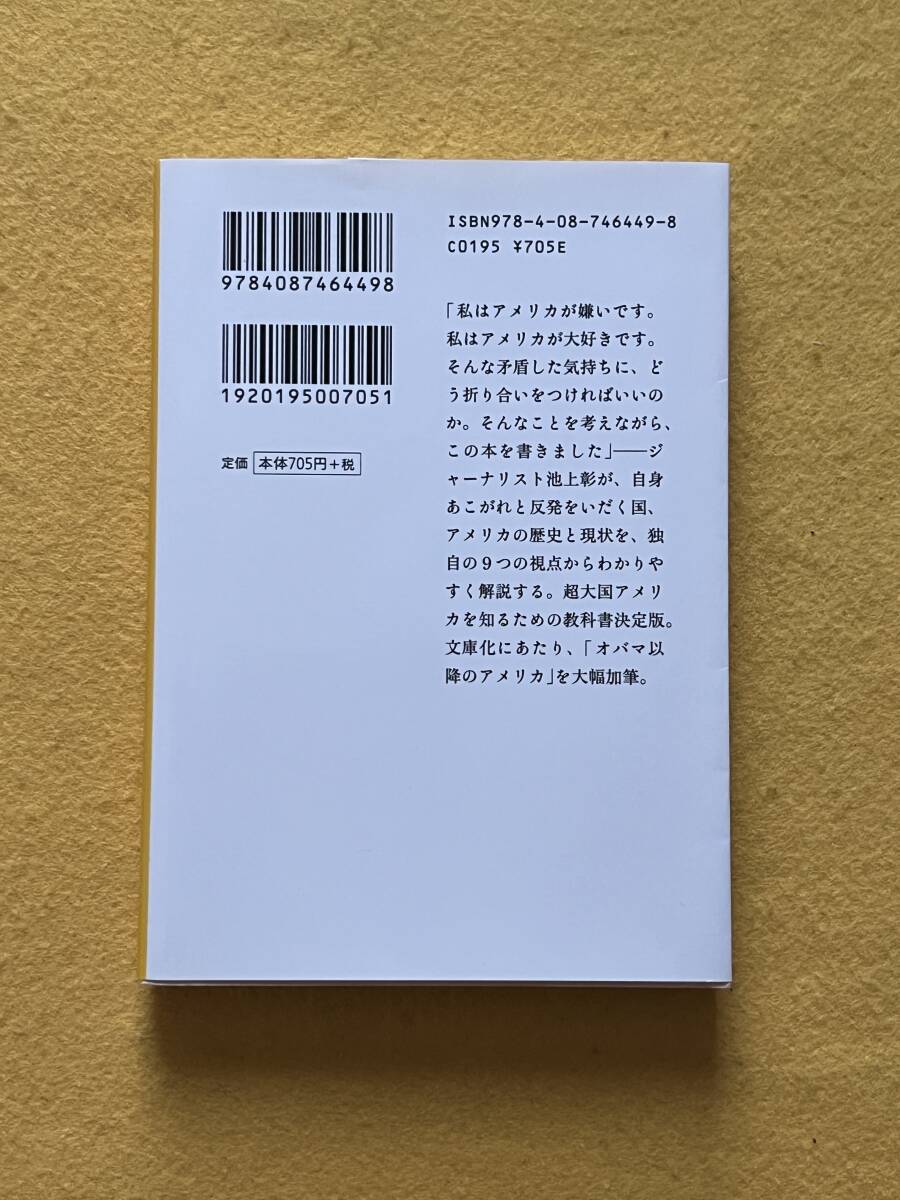 9784087464498
1920195007051
定価 本体705円+税
ISBN978-4-08-746449-8
C0195 ¥705E
「私はアメリカが嫌いです。
私はアメリカが大好きです。
そんな矛盾した気持ちに、ど
う折り合いをつければいいの
か。そんなことを考えながら、
この本を書きました」――ジ
ャーナリスト池上彰が、自身
あこがれと反発をいだく国、
アメリカの歴史と現状を、独
自の9つの視点からわかりや
すく解説する。超大国アメリ
カを知るための教科書決定版。
文庫化にあたり、「オバマ以
降のアメリカ」を大幅加筆。